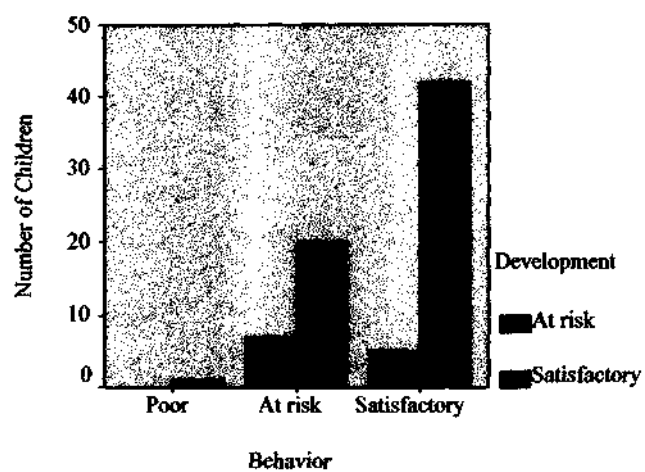 50
40
30
20
10
0
Number of Children
Poor
At risk
Satisfactory
Behavior
Development
At risk
Satisfactory